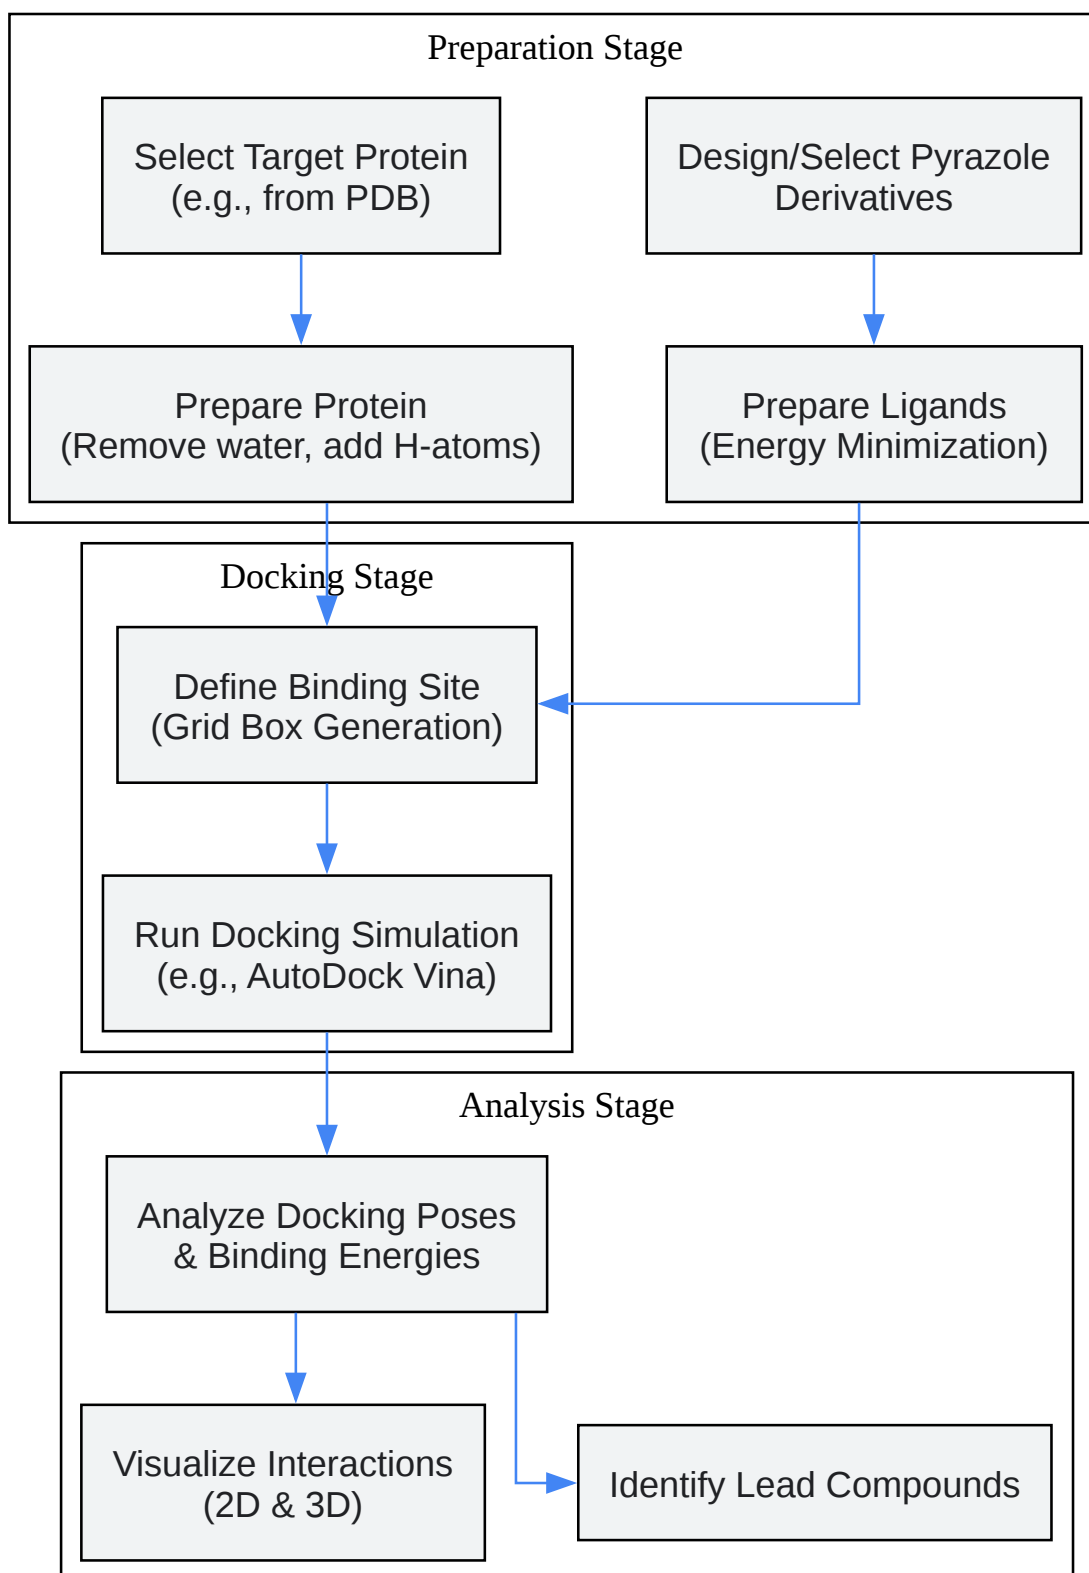 Preparation Stage
Select Target Protein
(e.g., from PDB)
Design/Select Pyrazole
Derivatives
Prepare Protein
(Remove water, add H-atoms)
Prepare Ligands
(Energy Minimization)
Docking Stage
Define Binding Site
(Grid Box Generation)
Run Docking Simulation
(e.g., AutoDock Vina)
Analysis Stage
Analyze Docking Poses
& Binding Energies
Visualize Interactions
(2D & 3D)
Identify Lead Compounds